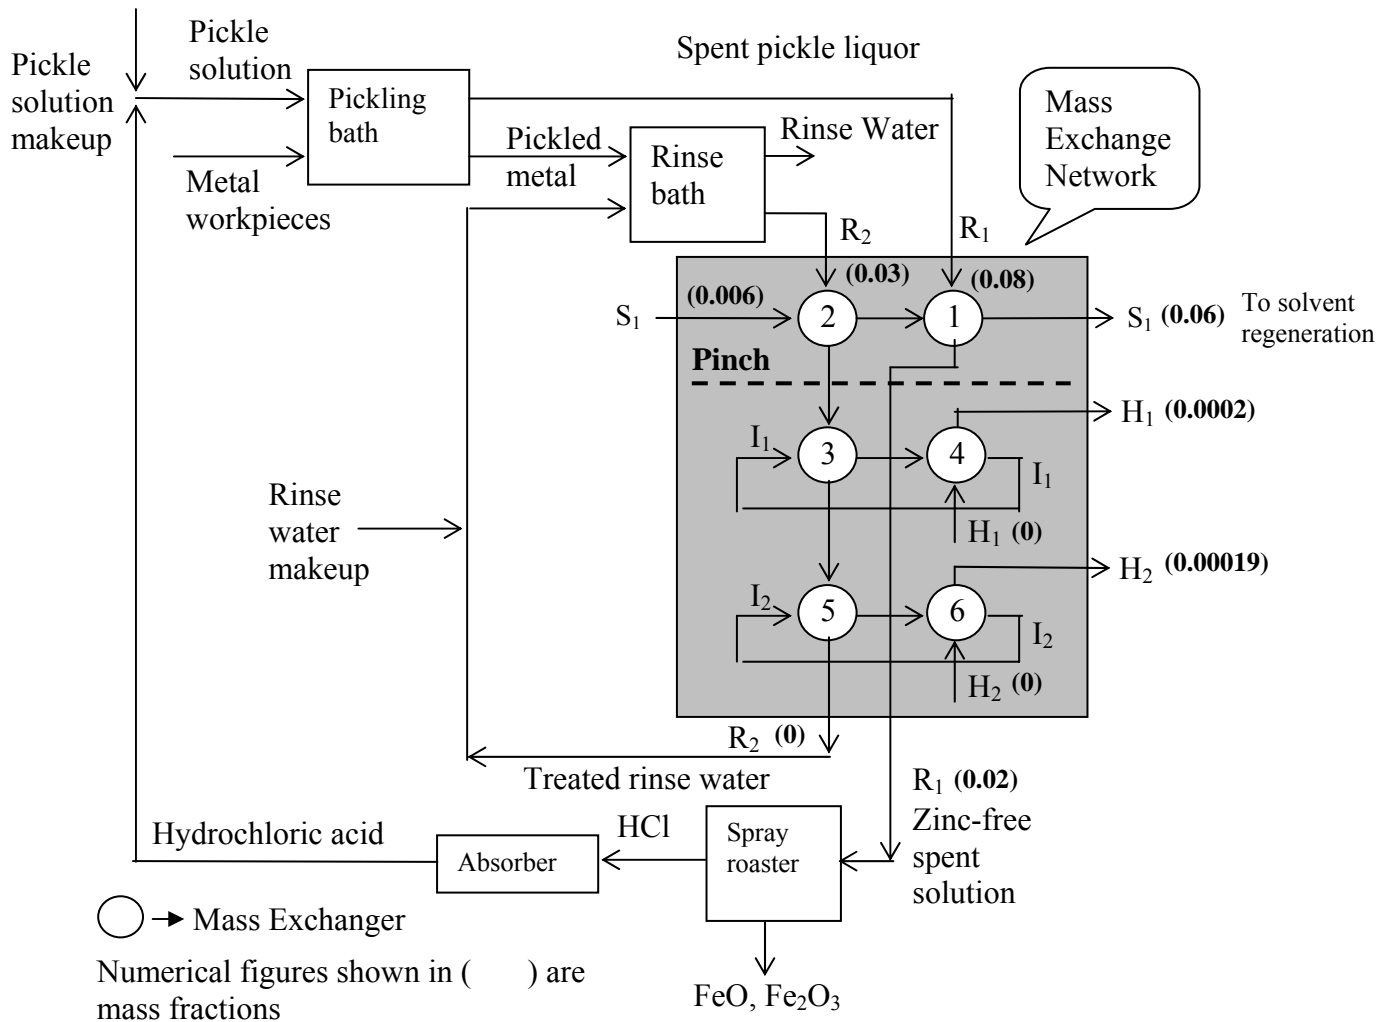 Pickle
solution
makeup
Pickle
solution
Spent pickle liquor
Pickling
bath
Metal
workpieces
Pickled
metal
Rinse Water
Rinse
bath
Mass
Exchange
Network
R₂
R₁
(0.03)
(0.08)
S₁
(0.006)
2
1
S₁ (0.06)
To solvent
regeneration
Pinch
H₁ (0.0002)
I₁
3
4
I₁
H₁ (0)
Rinse
water
makeup
H₂ (0.00019)
I₂
5
6
I₂
H₂ (0)
R₂ (0)
Treated rinse water
R₁ (0.02)
Zinc-free
spent
solution
Hydrochloric acid
HCl
Absorber
Spray
roaster
Mass Exchanger
Numerical figures shown in ( ) are
mass fractions
FeO, Fe₂O₃